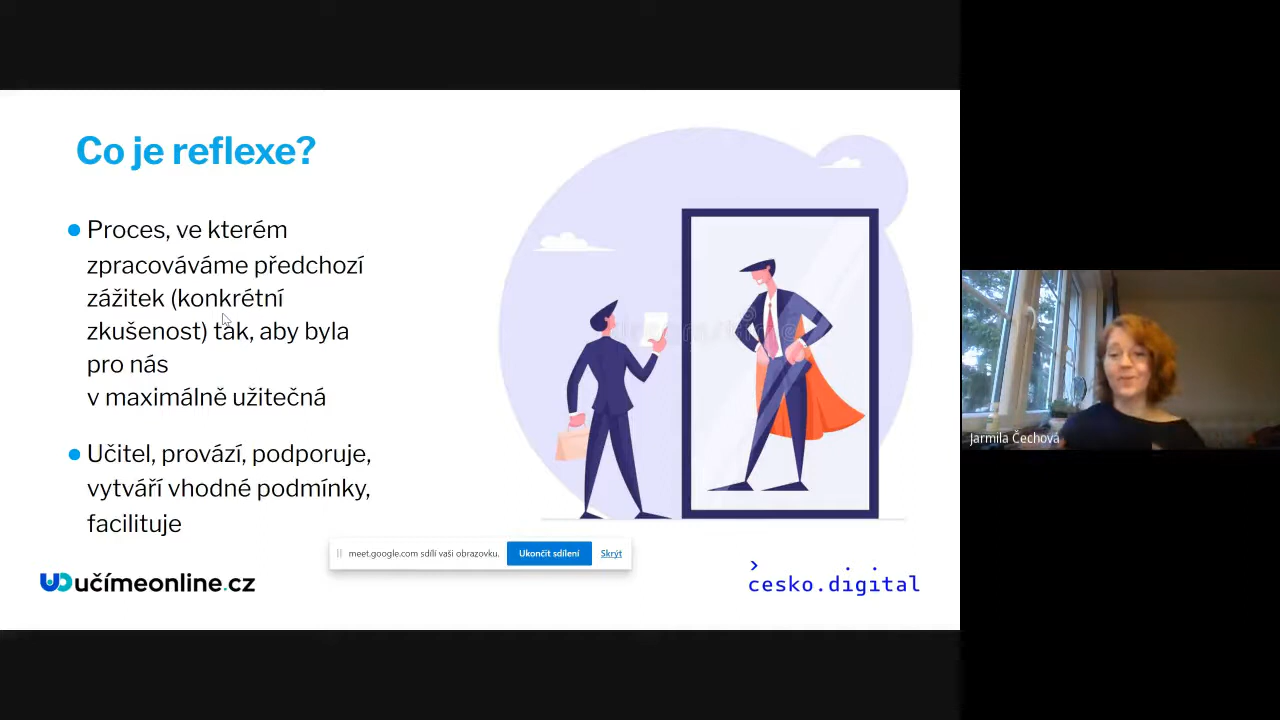 Co je reflexe?
Proces, ve kterém
zpracováváme předchozí
zážitek (konkrétní
zkušenost) tak, aby byla
pro nás
v maximálně užitečná
Učitel, provází, podporuje,
vytváří vhodné podmínky,
facilituje
meet.google.com sdílí vaši obrazovku.
Ukončit sdílení
Skrýt
učímeonline.cz
cesko.digital
Jarmila Čechová